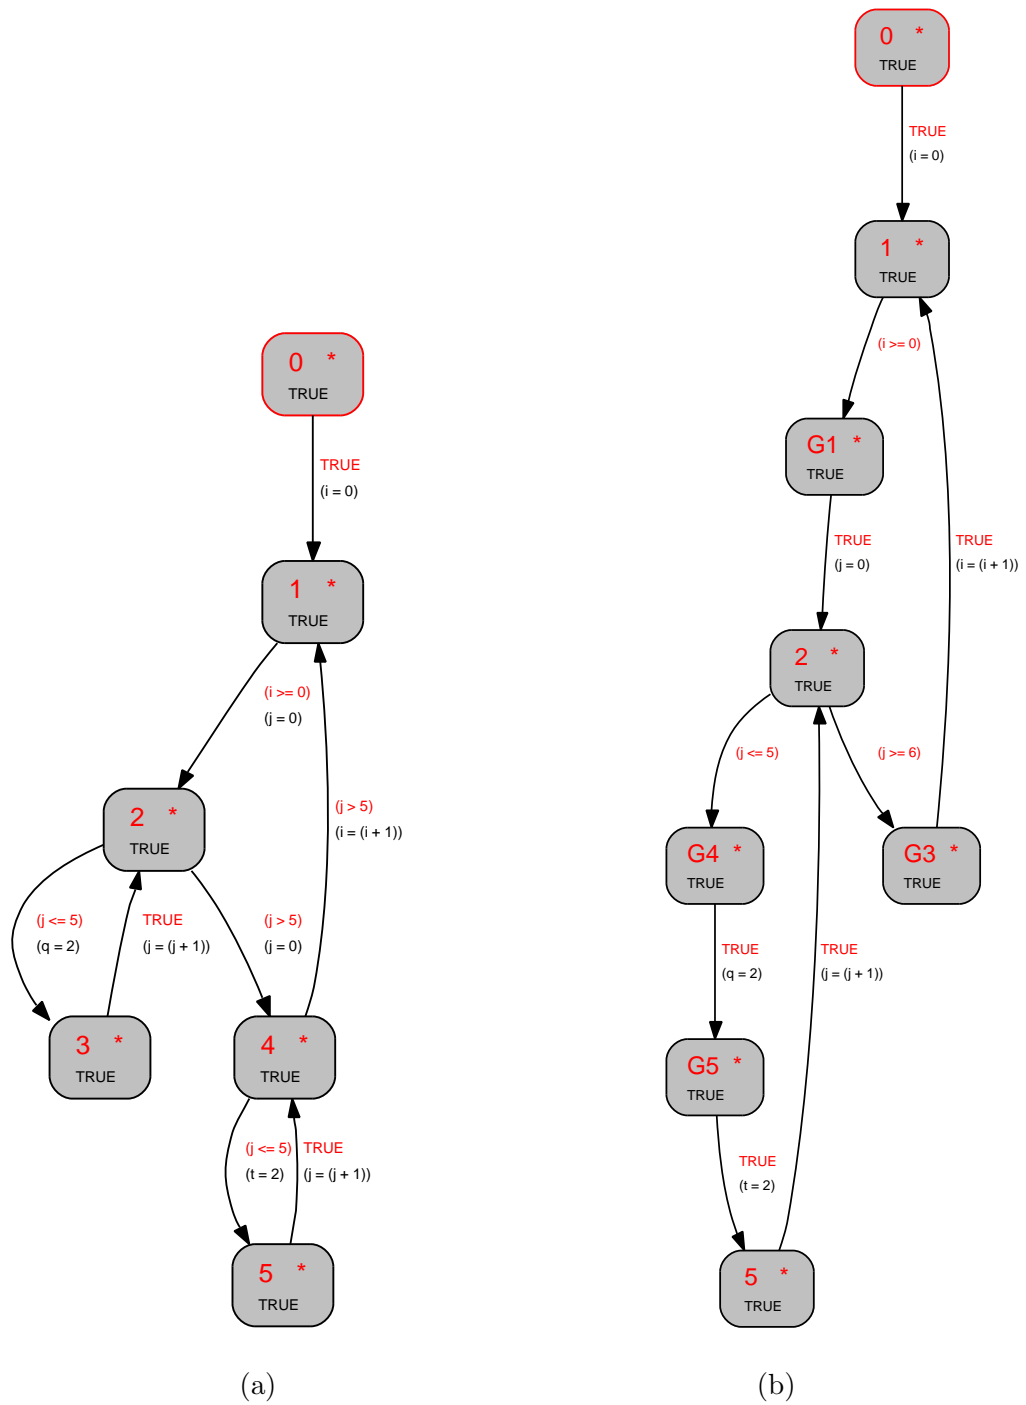 0 *
TRUE
TRUE
(i = 0)
1 *
TRUE
(i >= 0)
(j = 0)
2 *
TRUE
(j <= 5)
(q = 2)
TRUE
(j = (j + 1))
(j > 5)
(j = 0)
(j > 5)
(i = (i + 1))
3 *
TRUE
4 *
TRUE
(j <= 5)
(t = 2)
TRUE
(j = (j + 1))
5 *
TRUE
(a)
0 *
TRUE
TRUE
(i = 0)
1 *
TRUE
(i >= 0)
G1 *
TRUE
TRUE
(j = 0)
TRUE
(i = (i + 1))
2 *
TRUE
(j <= 5)
(j >= 6)
G4 *
TRUE
G3 *
TRUE
TRUE
(q = 2)
TRUE
(j = (j + 1))
G5 *
TRUE
TRUE
(t = 2)
5 *
TRUE
(b)